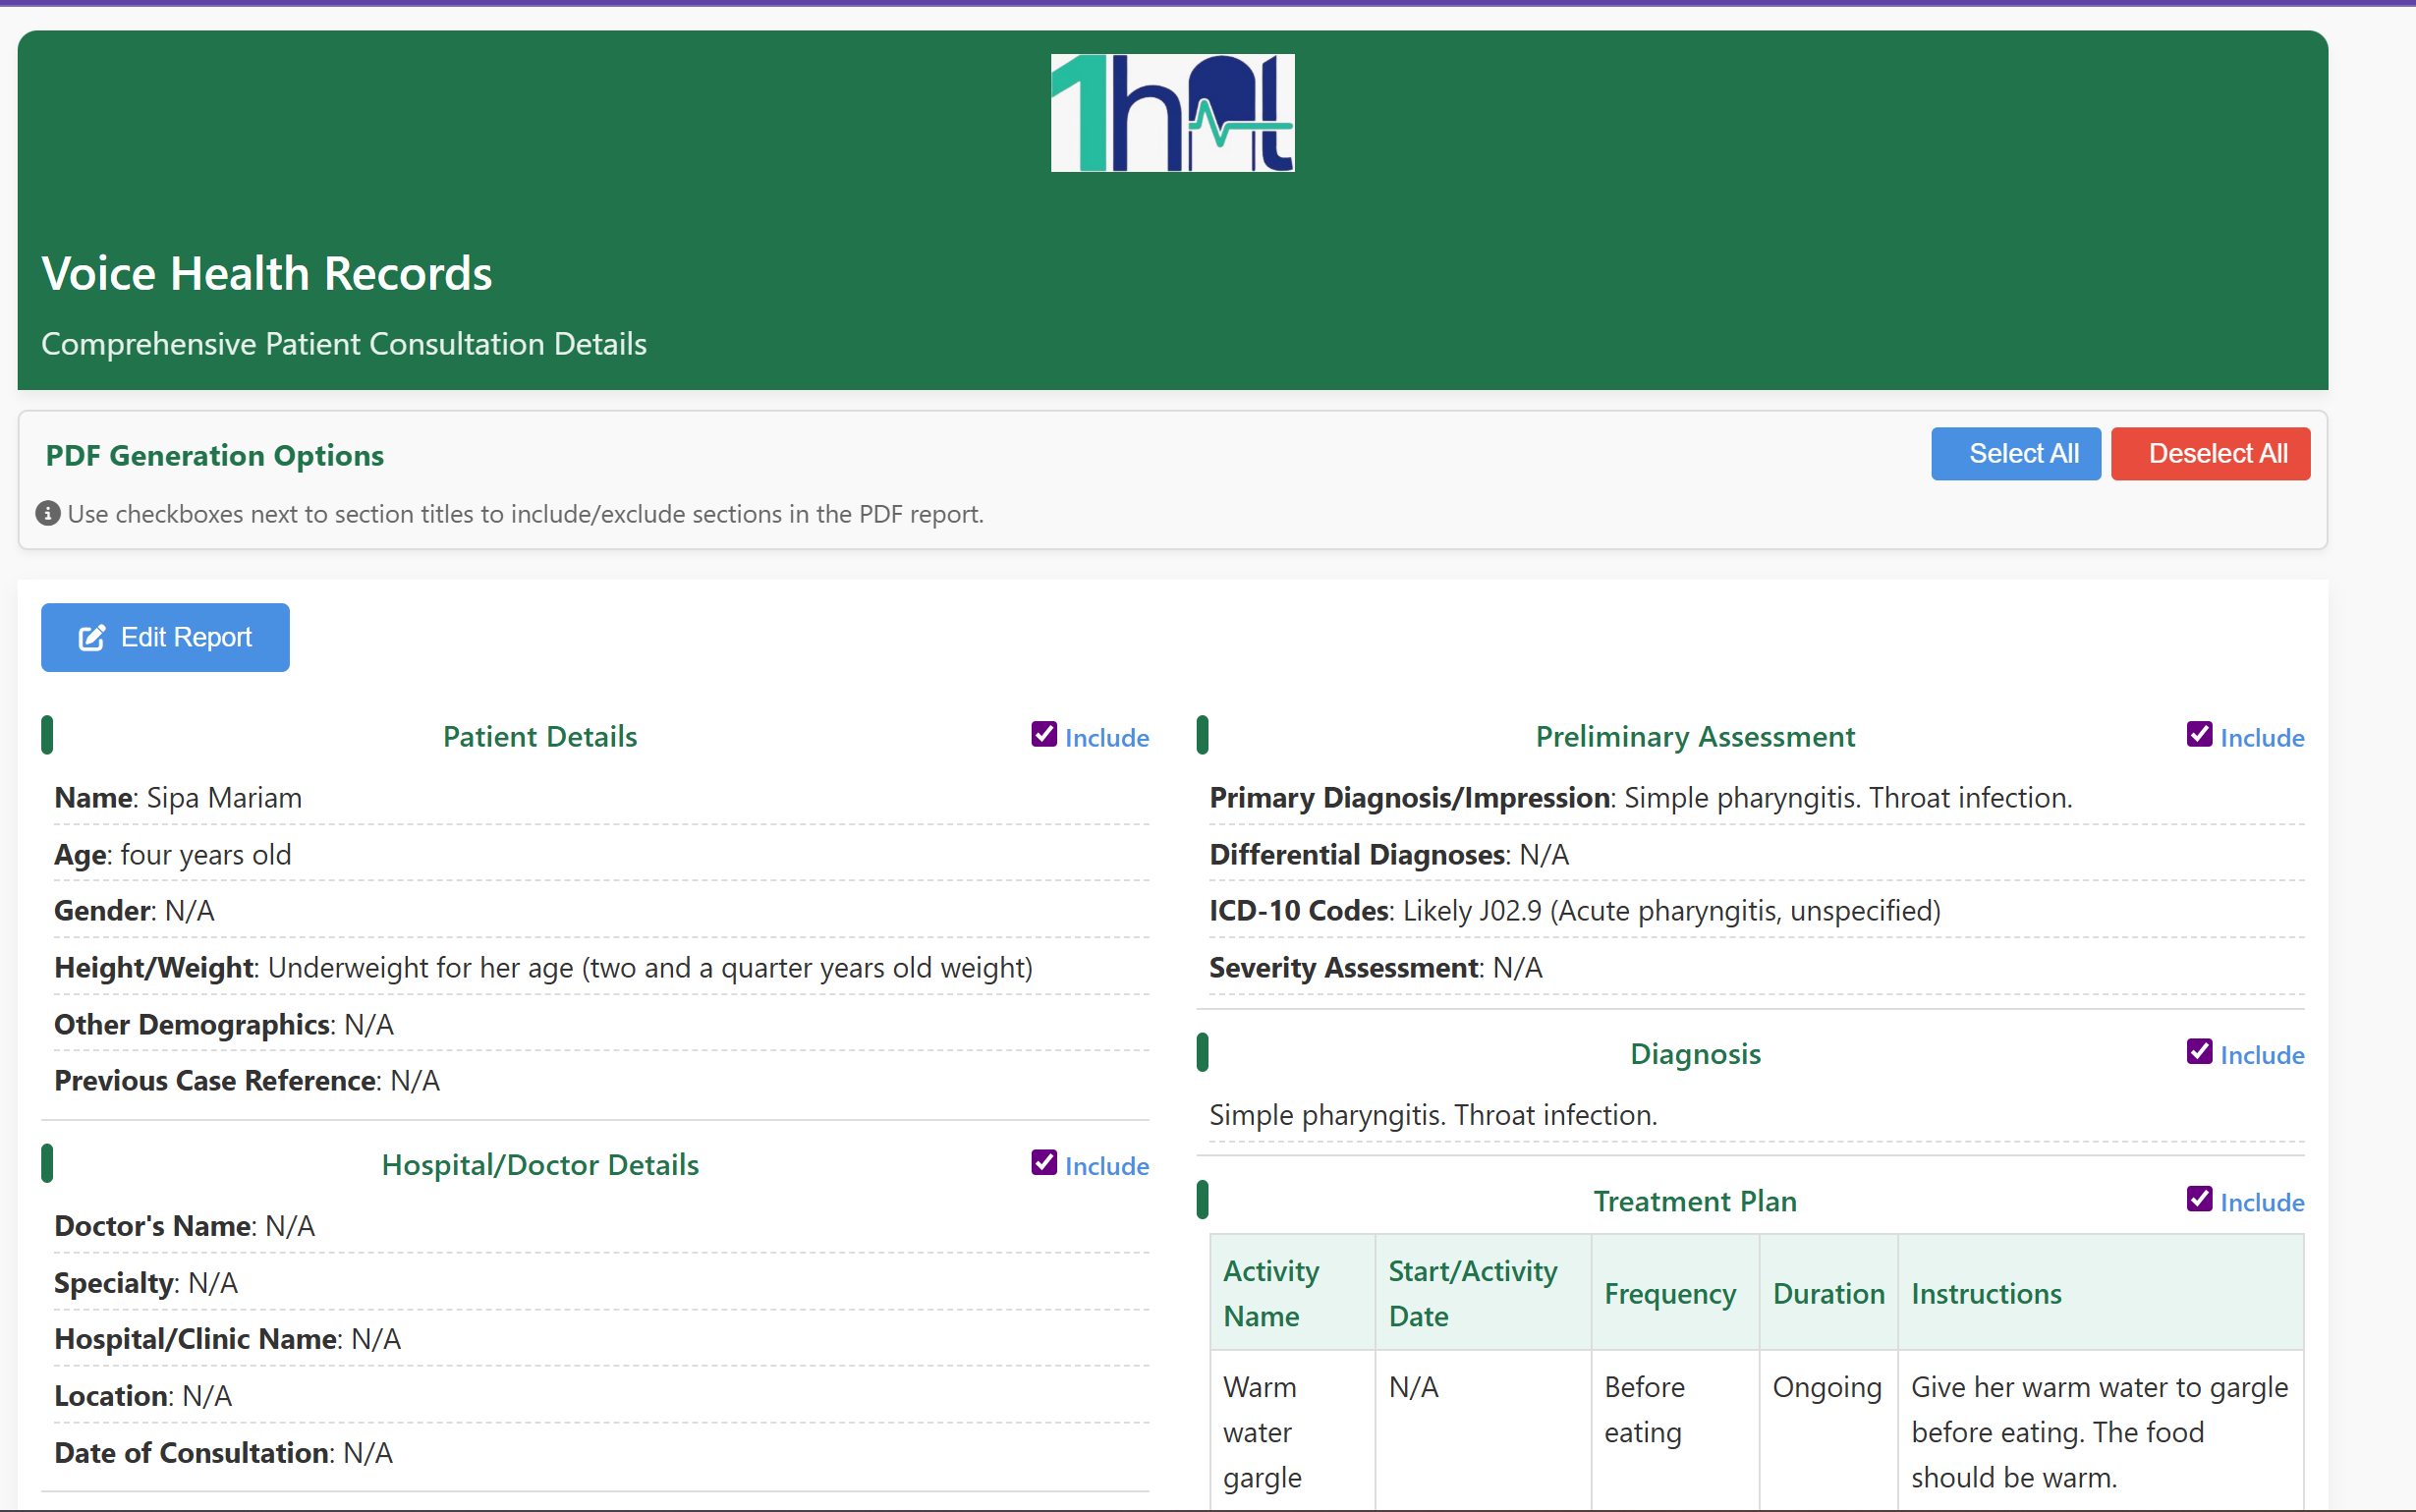 1hat
Voice Health Records
Comprehensive Patient Consultation Details
PDF Generation Options
Select All
Deselect All
Use checkboxes next to section titles to include/exclude sections in the PDF report.
Edit Report
Patient Details
Include
Name: Sipa Mariam
Age: four years old
Gender: N/A
Height/Weight: Underweight for her age (two and a quarter years old weight)
Other Demographics: N/A
Previous Case Reference: N/A
Hospital/Doctor Details
Include
Doctor's Name: N/A
Specialty: N/A
Hospital/Clinic Name: N/A
Location: N/A
Date of Consultation: N/A
Preliminary Assessment
Include
Primary Diagnosis/Impression: Simple pharyngitis. Throat infection.
Differential Diagnoses: N/A
ICD-10 Codes: Likely J02.9 (Acute pharyngitis, unspecified)
Severity Assessment: N/A
Diagnosis
Include
Simple pharyngitis. Throat infection.
Treatment Plan
Include
Activity Name
Start/Activity Date
Frequency
Duration
Instructions
Warm water gargle
N/A
Before eating
Ongoing
Give her warm water to gargle
before eating. The food
should be warm.